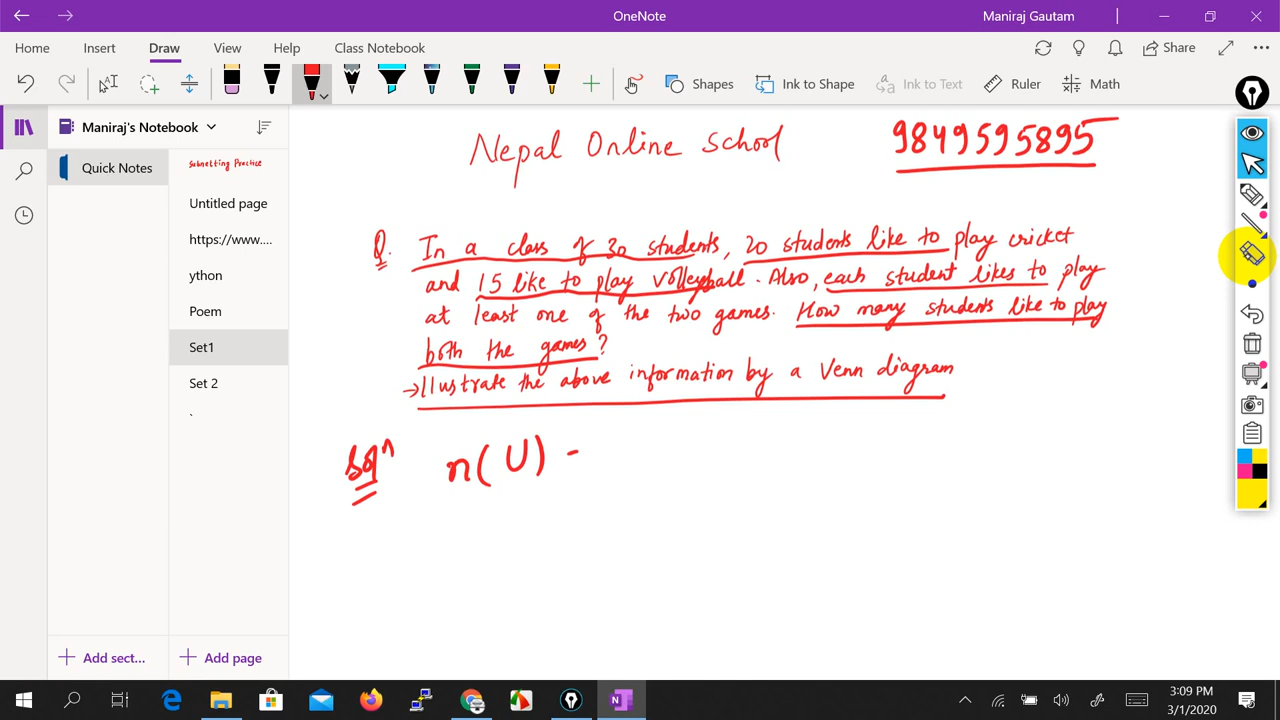 OneNote
Maniraj Gautam
Home Insert Draw View Help Class Notebook
Share
Shapes Ink to Shape Ink to Text Ruler Math
Maniraj's Notebook
Quick Notes
Subnetting Practice
Untitled page
https://www....
ython
Poem
Set1
Set 2
`
Add sect...
Add page
Nepal Online School
9849595895
Q. In a class of 30 students, 20 students like to play cricket
and 15 like to play volleyball. Also, each student likes to play
at least one of the two games. How many students like to play
both the games?
→ Illustrate the above information by a Venn diagram
Solⁿ n(U) -
3:09 PM
3/1/2020